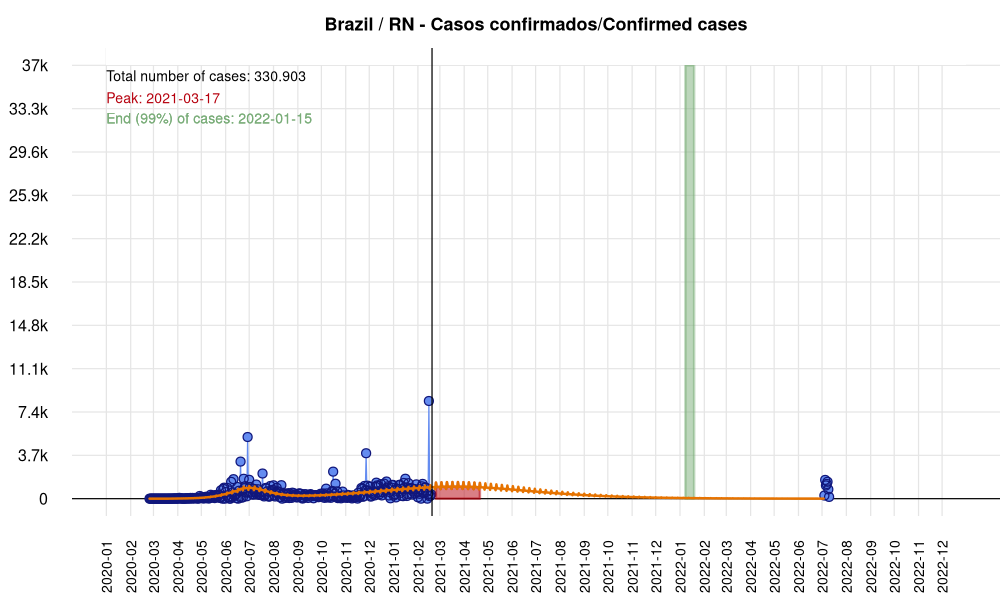 Brazil / RN - Casos confirmados/Confirmed cases
Total number of cases: 330.903
Peak: 2021-03-17
End (99%) of cases: 2022-01-15
37k
33.3k
29.6k
25.9k
22.2k
18.5k
14.8k
11.1k
7.4k
3.7k
0
2020-01
2020-02
2020-03
2020-04
2020-05
2020-06
2020-07
2020-08
2020-09
2020-10
2020-11
2020-12
2021-01
2021-02
2021-03
2021-04
2021-05
2021-06
2021-07
2021-08
2021-09
2021-10
2021-11
2021-12
2022-01
2022-02
2022-03
2022-04
2022-05
2022-06
2022-07
2022-08
2022-09
2022-10
2022-11
2022-12